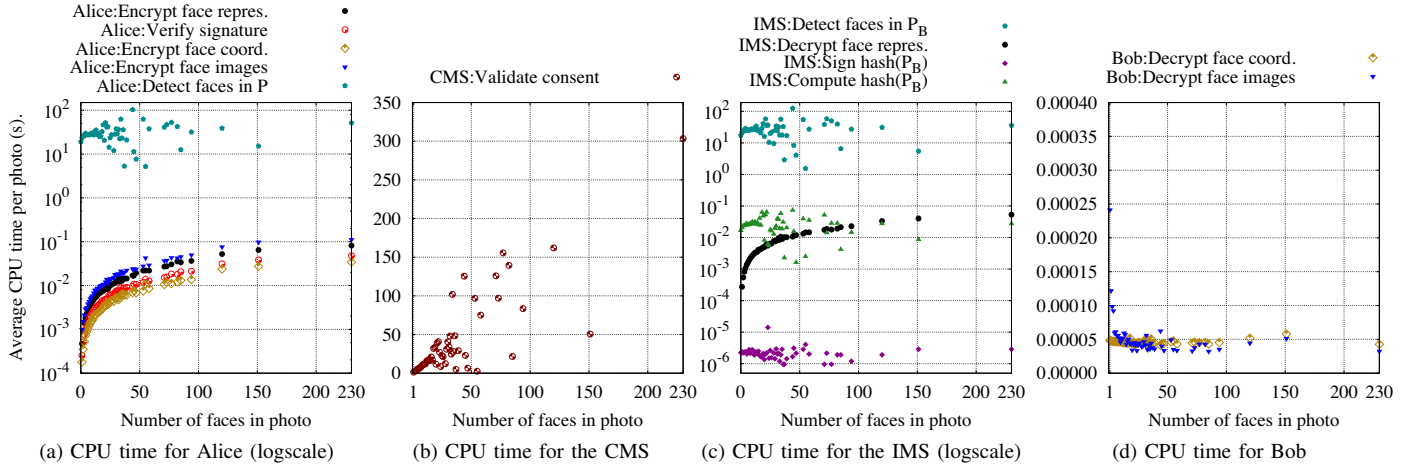 Alice:Encrypt face repres.
Alice:Verify signature
Alice:Encrypt face coord.
Alice:Encrypt face images
Alice:Detect faces in P
Average CPU time per photo (s).
10^2
10^1
10^0
10^-1
10^-2
10^-3
10^-4
1 50 100 150 200 230
Number of faces in photo
(a) CPU time for Alice (logscale)
CMS:Validate consent
350
300
250
200
150
100
50
0
1 50 100 150 200 230
Number of faces in photo
(b) CPU time for the CMS
IMS:Detect faces in P_B
IMS:Decrypt face repres.
IMS:Sign hash(P_B)
IMS:Compute hash(P_B)
10^2
10^1
10^0
10^-1
10^-2
10^-3
10^-4
10^-5
10^-6
1 50 100 150 200 230
Number of faces in photo
(c) CPU time for the IMS (logscale)
Bob:Decrypt face coord.
Bob:Decrypt face images
0.00040
0.00035
0.00030
0.00025
0.00020
0.00015
0.00010
0.00005
0.00000
1 50 100 150 200 230
Number of faces in photo
(d) CPU time for Bob